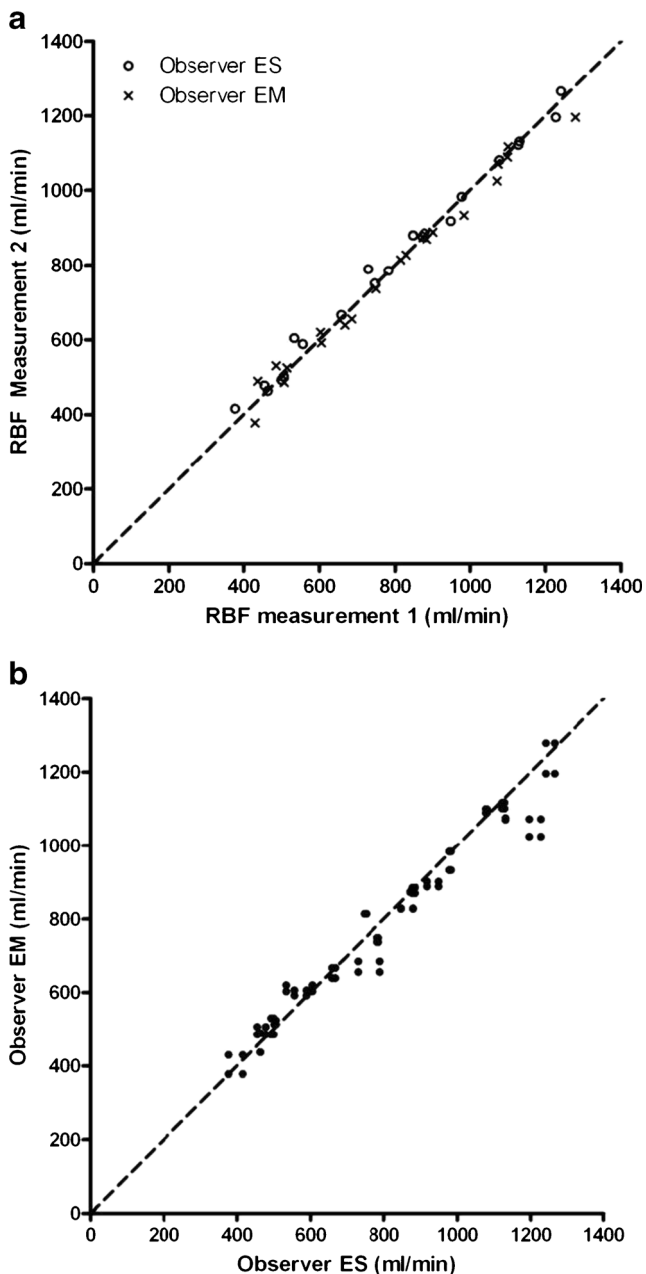 a
1400
Observer ES
Observer EM
1200
1000
800
600
400
200
0
RBF Measurement 2 (ml/min)
0 200 400 600 800 1000 1200 1400
RBF measurement 1 (ml/min)
b
1400
1200
1000
800
600
400
200
0
Observer EM (ml/min)
0 200 400 600 800 1000 1200 1400
Observer ES (ml/min)